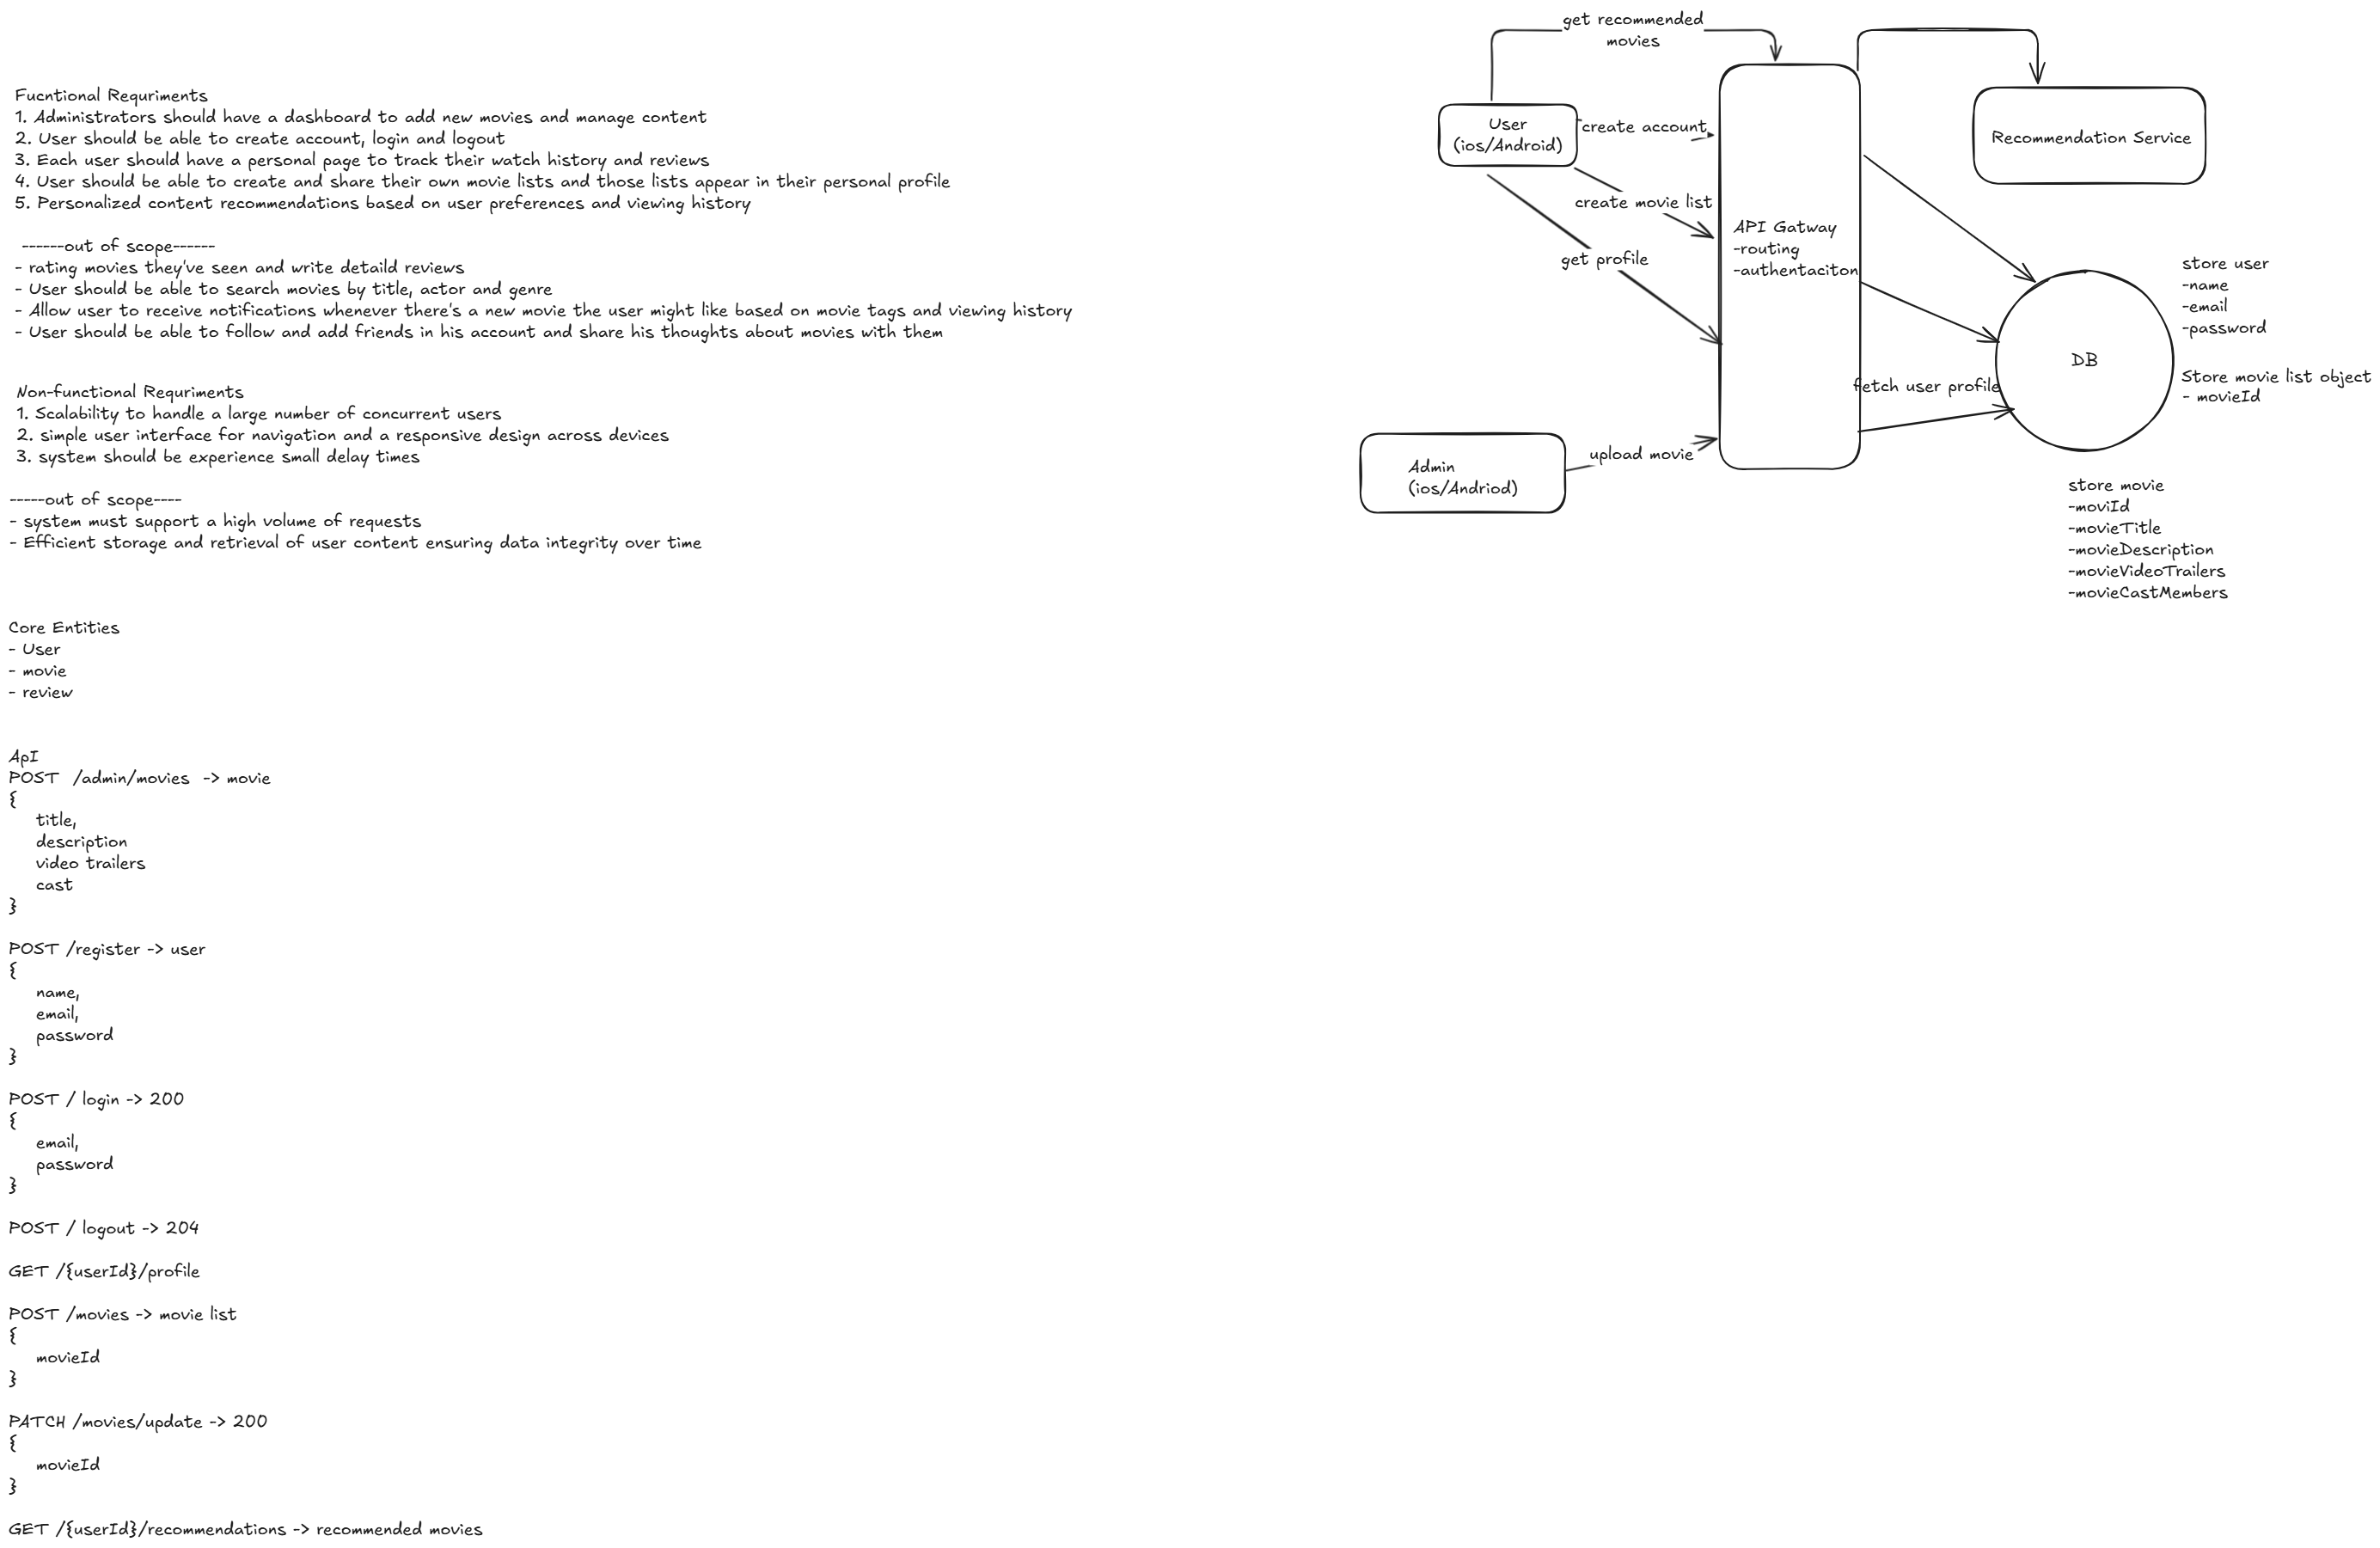 Fucntional Requriments
1. Administrators should have a dashboard to add new movies and manage content
2. User should be able to create account, login and logout
3. Each user should have a personal page to track their watch history and reviews
4. User should be able to create and share their own movie lists and those lists appear in their personal profile
5. Personalized content recommendations based on user preferences and viewing history
------out of scope------
- rating movies they've seen and write detaild reviews
- User should be able to search movies by title, actor and genre
- Allow user to receive notifications whenever there's a new movie the user might like based on movie tags and viewing history
- User should be able to follow and add friends in his account and share his thoughts about movies with them
Non-functional Requriments
1. Scalability to handle a large number of concurrent users
2. simple user interface for navigation and a responsive design across devices
3. system should be experience small delay times
-----out of scope----
- system must support a high volume of requests
- Efficient storage and retrieval of user content ensuring data integrity over time
Core Entities
- User
- movie
- review
ApI
POST /admin/movies -> movie
{
title,
description
video trailers
cast
}
POST /register -> user
{
name,
email,
password
}
POST / login -> 200
{
email,
password
}
POST / logout -> 204
GET /{userId}/profile
POST /movies -> movie list
{
movieId
}
PATCH /movies/update -> 200
{
movieId
}
GET /{userId}/recommendations -> recommended movies
get recommended
movies
User
(ios/Android)
create account
create movie list
get profile
Admin
(ios/Andriod)
upload movie
API Gatway
-routing
-authentaciton
Recommendation Service
fetch user profile
DB
store user
-name
-email
-password
Store movie list object
- movieId
store movie
-moviId
-movieTitle
-movieDescription
-movieVideoTrailers
-movieCastMembers